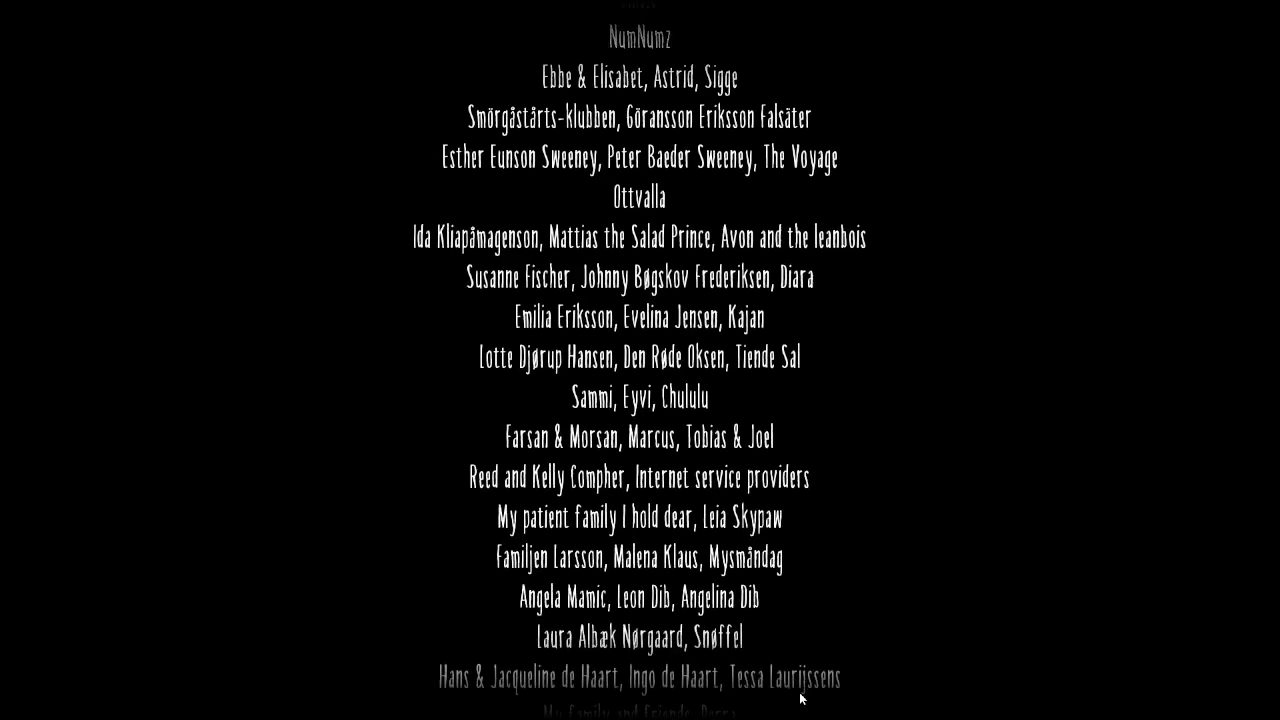 NumNumz
Ebbe & Elisabet, Astrid, Sigge
Smörgåstårts-klubben, Göransson Eriksson Falsäter
Esther Eunson Sweeney, Peter Baeder Sweeney, The Voyage
Ottvalla
Ida Kliapåmagenson, Mattias the Salad Prince, Avon and the leanbois
Susanne Fischer, Johnny Bøgskov Frederiksen, Diara
Emilia Eriksson, Evelina Jensen, Kajan
Lotte Djørup Hansen, Den Røde Oksen, Tiende Sal
Sammi, Eyvi, Chululu
Farsan & Morsan, Marcus, Tobias & Joel
Reed and Kelly Compher, Internet service providers
My patient family I hold dear, Leia Skypaw
Familjen Larsson, Malena Klaus, Mysmåndag
Angela Mamic, Leon Dib, Angelina Dib
Laura Albæk Nørgaard, Snøffel
Hans & Jacqueline de Haart, Ingo de Haart, Tessa Laurijssens
My Family and Friends,